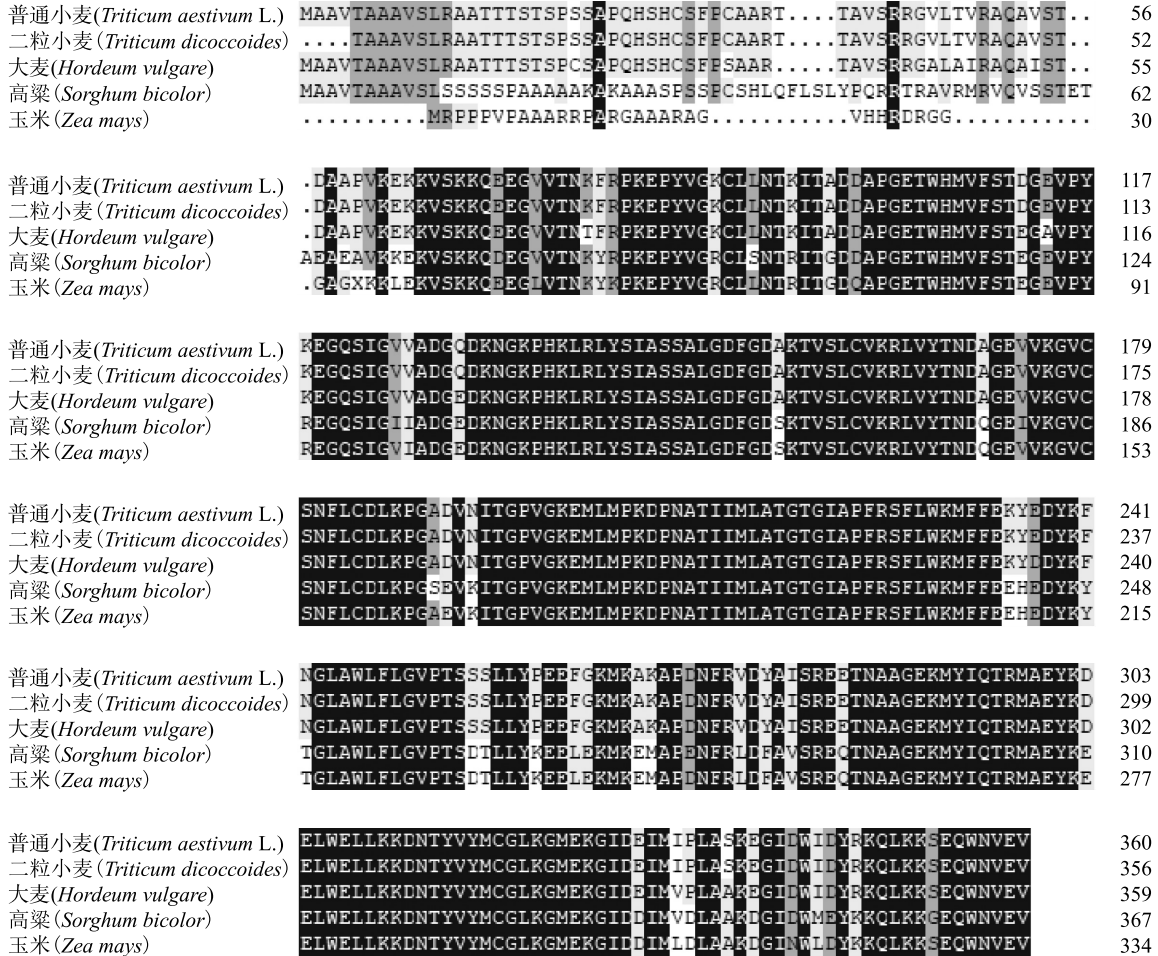 普通小麦(Triticum aestivum L.) MAAVTAAAVSLRAATTTSTSPSSAPQHSHCSFPCAART....TAVSRRGVLTVRAQAVST.. 56
二粒小麦(Triticum dicoccoides) ....TAAAVSLRAATTTSTSPSSAPQHSHCSFPCAART....TAVSRRGVLTVRAQAVST.. 52
大麦(Hordeum vulgare) MAAVTAAAVSLRAATTTSTSPCSAPQHSHCSFPSAAR.....TAVSRRGALAIRAQAIST.. 55
高粱(Sorghum bicolor) MAAVTAAAVSLSSSSSSPAAAAAKAKAAASPSSPCSHLQFLSLYPQRRTRAVRMRVQVSSTET 62
玉米(Zea mays) ..........MRPPPPVPAAARRPARGAAARAG...........VHHRDRGG........... 30
普通小麦(Triticum aestivum L.) .DAAPVKEKKVSKKQEEGVVTNKFRPKEPYVGKCLLNTKITADDAPGETWHMVFSTDGEVPY 117
二粒小麦(Triticum dicoccoides) .DAAPVKEKKVSKKQEEGVVTNKFRPKEPYVGKCLLNTKITADDAPGETWHMVFSTDGEVPY 113
大麦(Hordeum vulgare) .DAAPVKEKKVSKKQEEGVVTNTFRPKEPYVGKCLLNTKITADDAPGETWHMVFSTEGAVPY 116
高粱(Sorghum bicolor) AEAEAVKKEKVSKKQDEGVVTNKYRPKEPYVGRCLSNTRITGDDAPGETWHMVFSTEGEVPY 124
玉米(Zea mays) .GAGXKKLEKVSKKQEEGLVTNKYKPKEPYVGRCLLNTRITGDQAPGETWHMVFSTEGEVPY 91
普通小麦(Triticum aestivum L.) KEGQSIGVVADGQDKNGKPHKLRLYSIASSALGDFGDAKTVSLCVKRLVYTNDAGEVVKGVC 179
二粒小麦(Triticum dicoccoides) KEGQSIGVVADGQDKNGKPHKLRLYSIASSALGDFGDAKTVSLCVKRLVYTNDAGEVVKGVC 175
大麦(Hordeum vulgare) KEGQSIGVVADGEDKNGKPHKLRLYSIASSALGDFGDAKTVSLCVKRLVYTNDAGEVVKGVC 178
高粱(Sorghum bicolor) REGQSIGIIADGEDKNGKPHKLRLYSIASSALGDFGDSKTVSLCVKRLVYTNDQGEIVKGVC 186
玉米(Zea mays) REGQSIGVIADGEDKNGKPHKLRLYSIASSALGDFGDSKTVSLCVKRLVYTNDQGEVVKGVC 153
普通小麦(Triticum aestivum L.) SNFLCDLKPGADVNITGPVGKEMLMPKDPNATIIMLATGTGIAPFRSFLWKMFFEKYEDYKF 241
二粒小麦(Triticum dicoccoides) SNFLCDLKPGADVNITGPVGKEMLMPKDPNATIIMLATGTGIAPFRSFLWKMFFEKYEDYKF 237
大麦(Hordeum vulgare) SNFLCDLKPGADVNITGPVGKEMLMPKDPNATIIMLATGTGIAPFRSFLWKMFFEKYDDYKF 240
高粱(Sorghum bicolor) SNFLCDLKPGSEVKITGPVGKEMLMPKDPNATIIMLATGTGIAPFRSFLWKMFFEEHEDYKY 248
玉米(Zea mays) SNFLCDLKPGAEVKITGPVGKEMLMPKDPNATIIMLATGTGIAPFRSFLWKMFFEEHEDYKY 215
普通小麦(Triticum aestivum L.) NGLAWLFLGVPTSSSLLYPEEFGKMKAKAPDNFRVDYAISREETNAAGEKMYIQTRMAEYKD 303
二粒小麦(Triticum dicoccoides) NGLAWLFLGVPTSSSLLYPEEFGKMKAKAPDNFRVDYAISREETNAAGEKMYIQTRMAEYKD 299
大麦(Hordeum vulgare) NGLAWLFLGVPTSSSLLYPEEFGKMKAKAPDNFRVDYAISREETNAAGEKMYIQTRMAEYKD 302
高粱(Sorghum bicolor) TGLAWLFLGVPTSDTLLYKEELEKMKEMAPENFRLDFAVSREQTNAAGEKMYIQTRMAEYKE 310
玉米(Zea mays) TGLAWLFLGVPTSDTLLYKEELEKMKEMAPDNFRLDFAVSREQTNAAGEKMYIQTRMAEYKE 277
普通小麦(Triticum aestivum L.) ELWELLKKDNTYVYMCGLKGMEKGIDEIMIPLASKEGIDWIDYRKQLKKSEQWNVEV 360
二粒小麦(Triticum dicoccoides) ELWELLKKDNTYVYMCGLKGMEKGIDEIMIPLASKEGIDWIDYRKQLKKSEQWNVEV 356
大麦(Hordeum vulgare) ELWELLKKDNTYVYMCGLKGMEKGIDEIMVPLAAKEGIDWIDYRKQLKKSEQWNVEV 359
高粱(Sorghum bicolor) ELWELLKKDNTYVYMCGLKGMEKGIDDIMVDLAAKDGIDWMEYKKQLKKGEQWNVEV 367
玉米(Zea mays) ELWELLKKDNTYVYMCGLKGMEKGIDDIMLDLAAKDGINWLDYKKQLKKSEQWNVEV 334